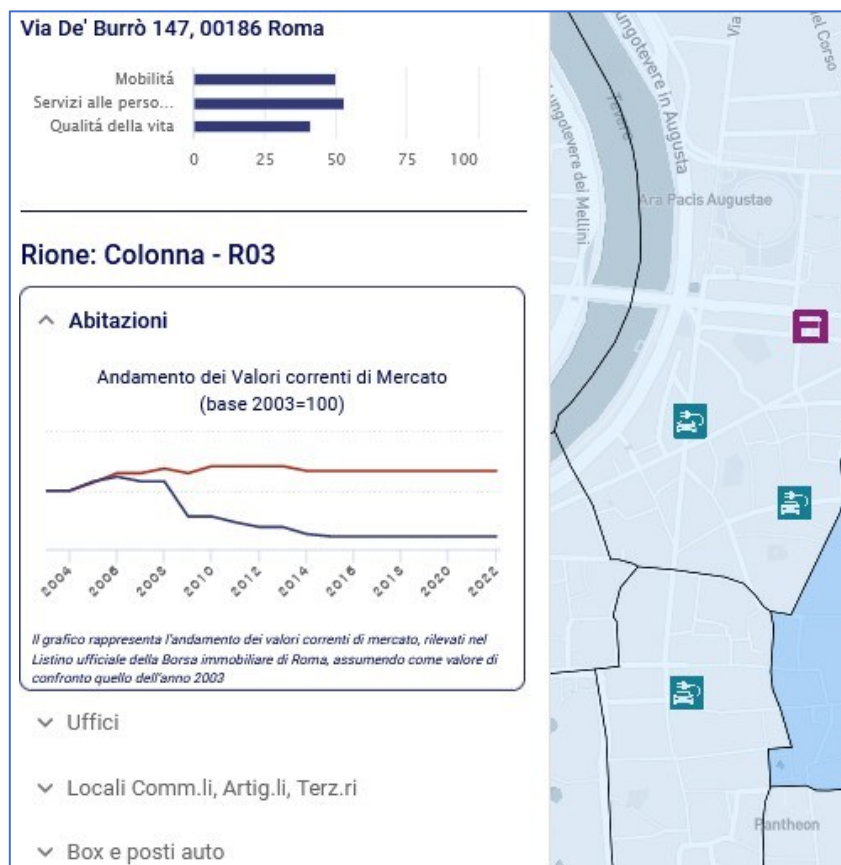 Via De' Burrò 147, 00186 Roma
Mobilitá
Servizi alle perso...
Qualitá della vita
0 25 50 75 100
Rione: Colonna - R03
Abitazioni
Andamento dei Valori correnti di Mercato
(base 2003=100)
2004 2006 2008 2010 2012 2014 2016 2018 2020 2022
Il grafico rappresenta l'andamento dei valori correnti di mercato, rilevati nel
Listino ufficiale della Borsa immobiliare di Roma, assumendo come valore di
confronto quello dell'anno 2003
Uffici
Locali Comm.li, Artig.li, Terz.ri
Box e posti auto
Via
el Corso
Lungotevere in Augusta
Tevere
ungotevere dei Mellini
Ara Pacis Augustae
Pantheon